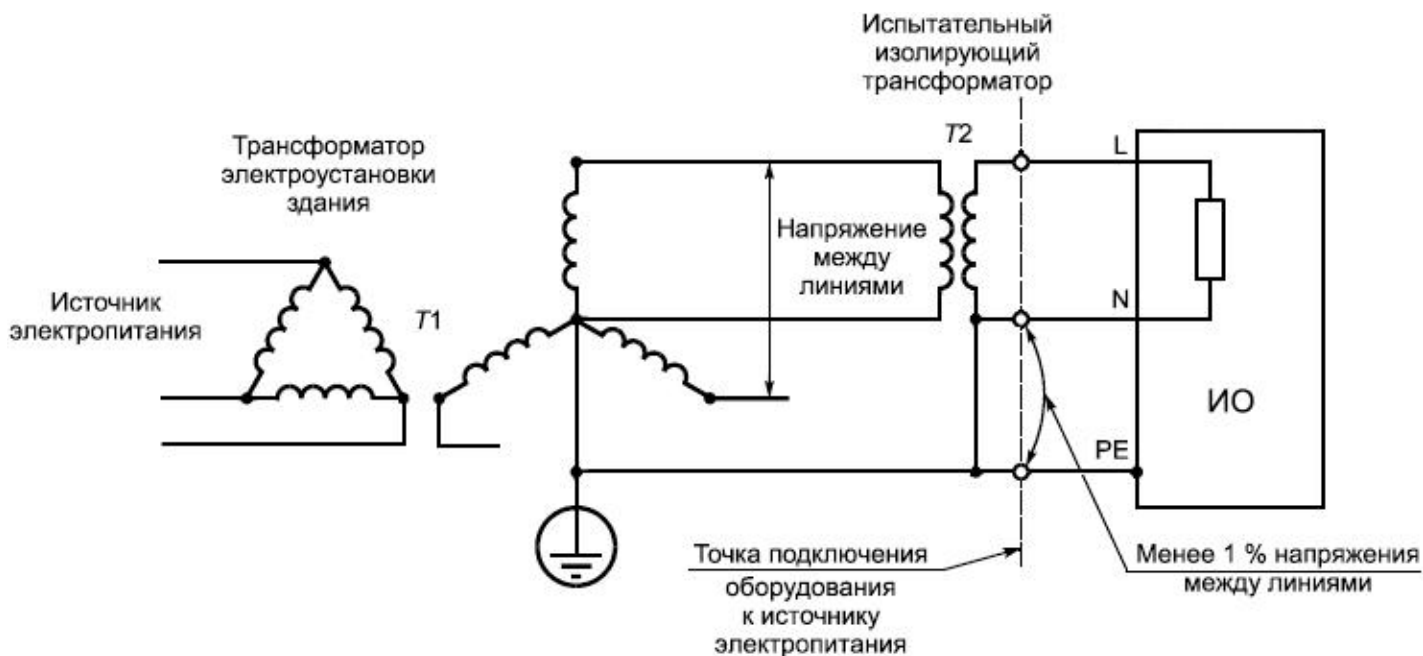 Испытательный
изолирующий
трансформатор
Трансформатор
электроустановки
здания
T2
L
Источник
электропитания
T1
Напряжение
между
линиями
N
ИО
PE
Точка подключения
оборудования
к источнику
электропитания
Менее 1 % напряжения
между линиями